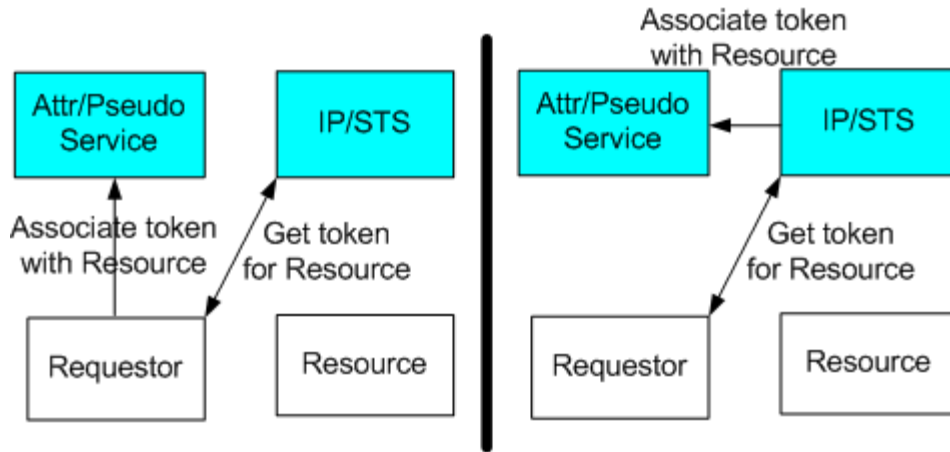 Attr/Pseudo
Service
IP/STS
Associate token
with Resource
Get token
for Resource
Requestor
Resource
Associate token
with Resource
Attr/Pseudo
Service
IP/STS
Get token
for Resource
Requestor
Resource